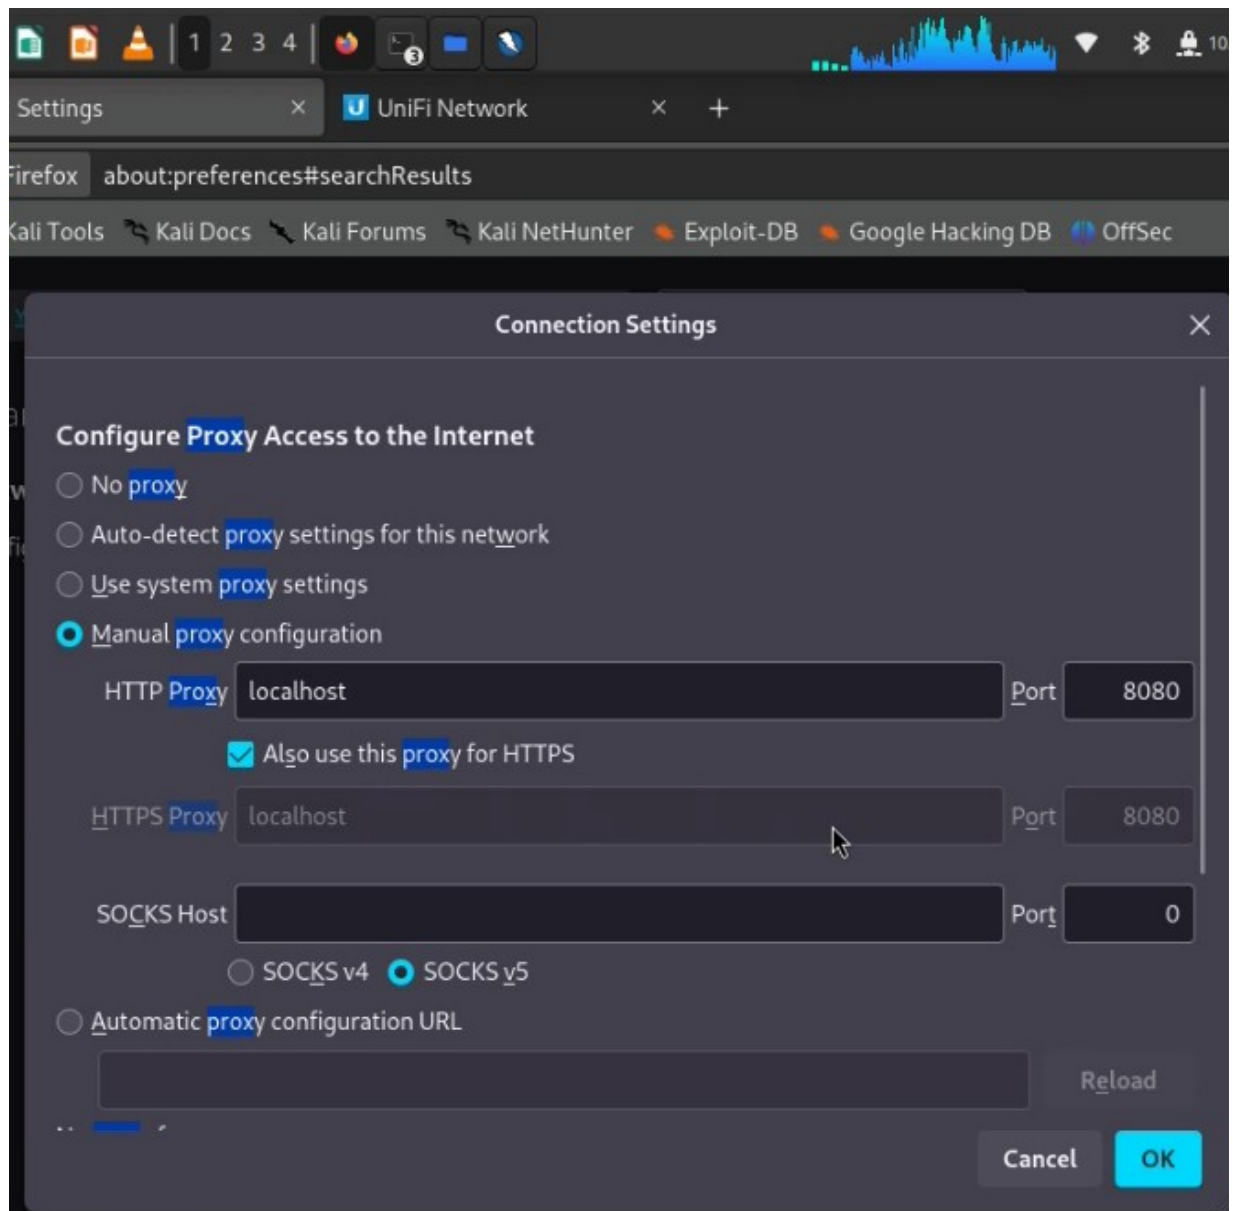 1 2 3 4 3 10
Settings UniFi Network
Firefox about:preferences#searchResults
Kali Tools Kali Docs Kali Forums Kali NetHunter Exploit-DB Google Hacking DB OffSec
Connection Settings
Configure Proxy Access to the Internet
No proxy
Auto-detect proxy settings for this network
Use system proxy settings
Manual proxy configuration
HTTP Proxy localhost Port 8080
Also use this proxy for HTTPS
HTTPS Proxy localhost Port 8080
SOCKS Host Port 0
SOCKS v4 SOCKS v5
Automatic proxy configuration URL
Reload
Cancel OK